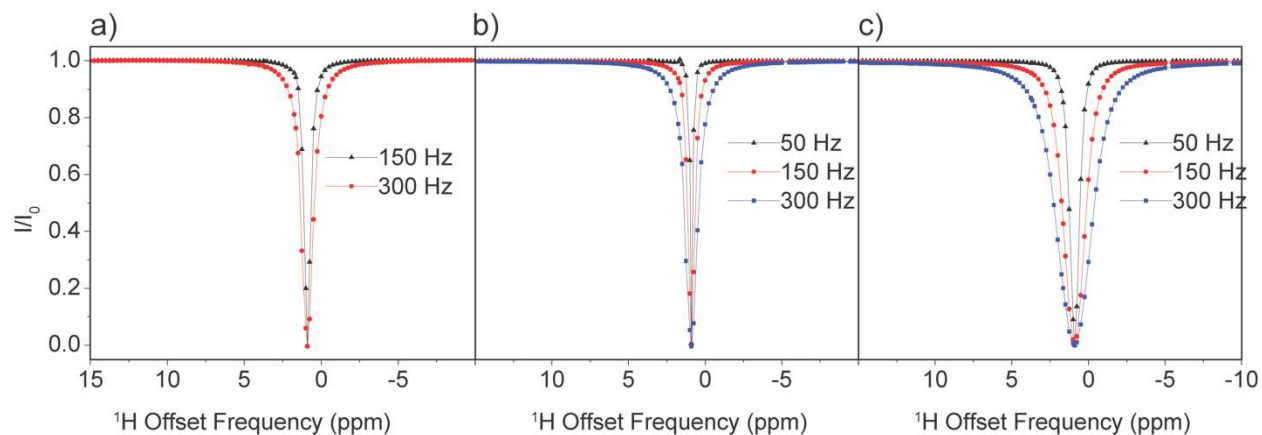 a)
b)
c)
I/I₀
1.0
0.8
0.6
0.4
0.2
0.0
150 Hz
300 Hz
50 Hz
150 Hz
300 Hz
50 Hz
150 Hz
300 Hz
15 10 5 0 -5
10 5 0 -5
10 5 0 -5 -10
¹H Offset Frequency (ppm)
¹H Offset Frequency (ppm)
¹H Offset Frequency (ppm)